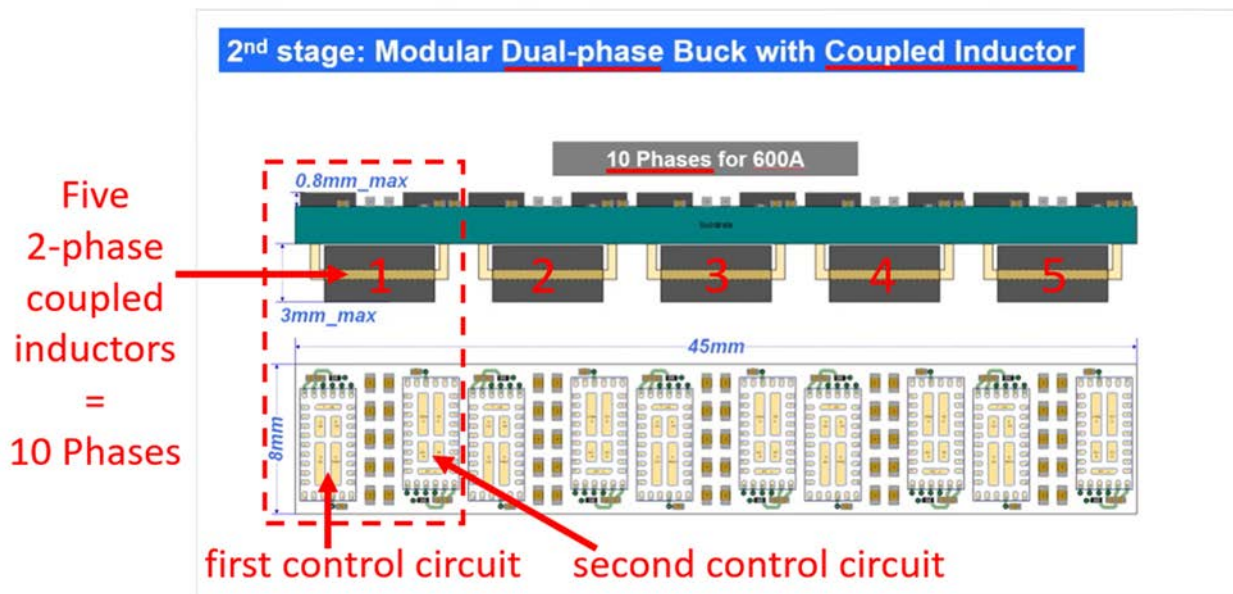 2nd stage: Modular Dual-phase Buck with Coupled Inductor
10 Phases for 600A
0.8mm_max
Five
2-phase
coupled
inductors
=
10 Phases
1
2
3
4
5
3mm_max
45mm
8mm
first control circuit
second control circuit